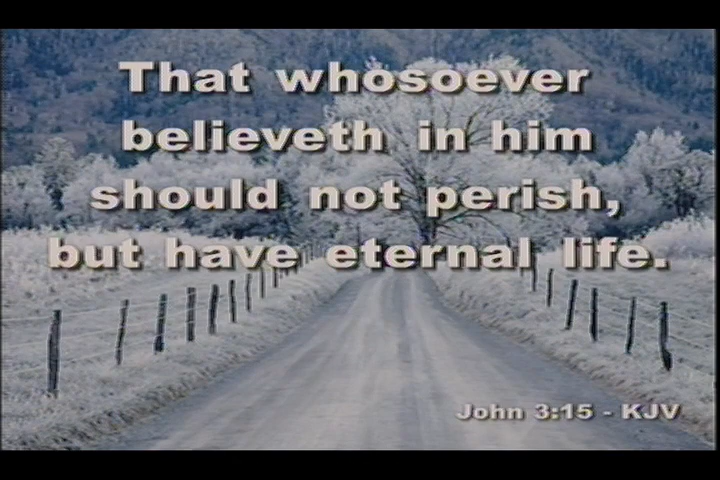 That whosoever
believeth in him
should not perish,
but have eternal life.
John 3:15 - KJV